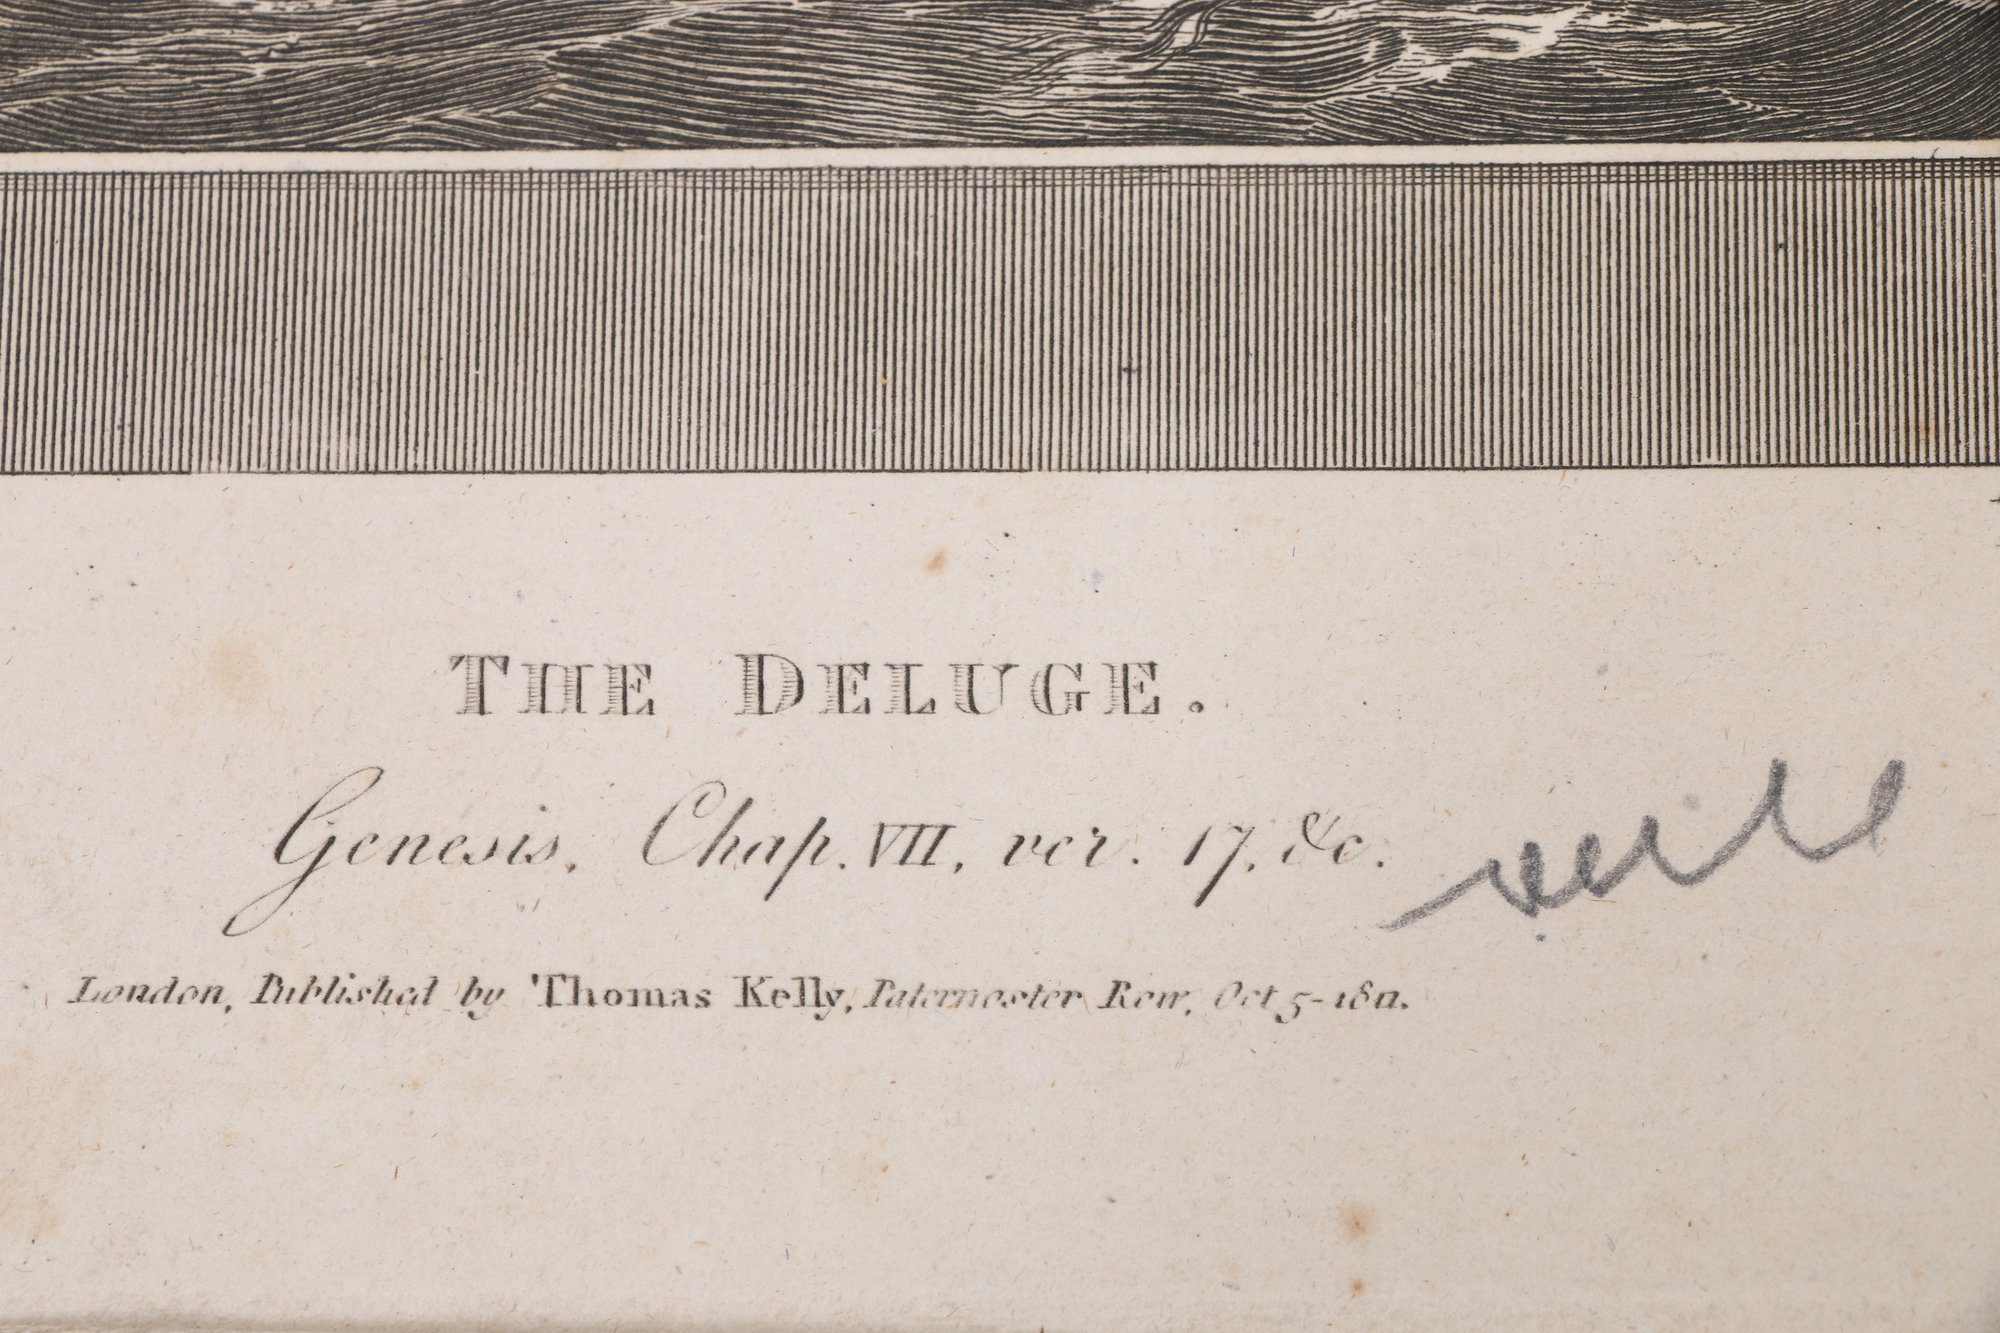 THE DELUGE.
Genesis, Chap. VII, ver. 17, &c.
London, Published by Thomas Kelly, Paternoster Row, Oct 5-1811.